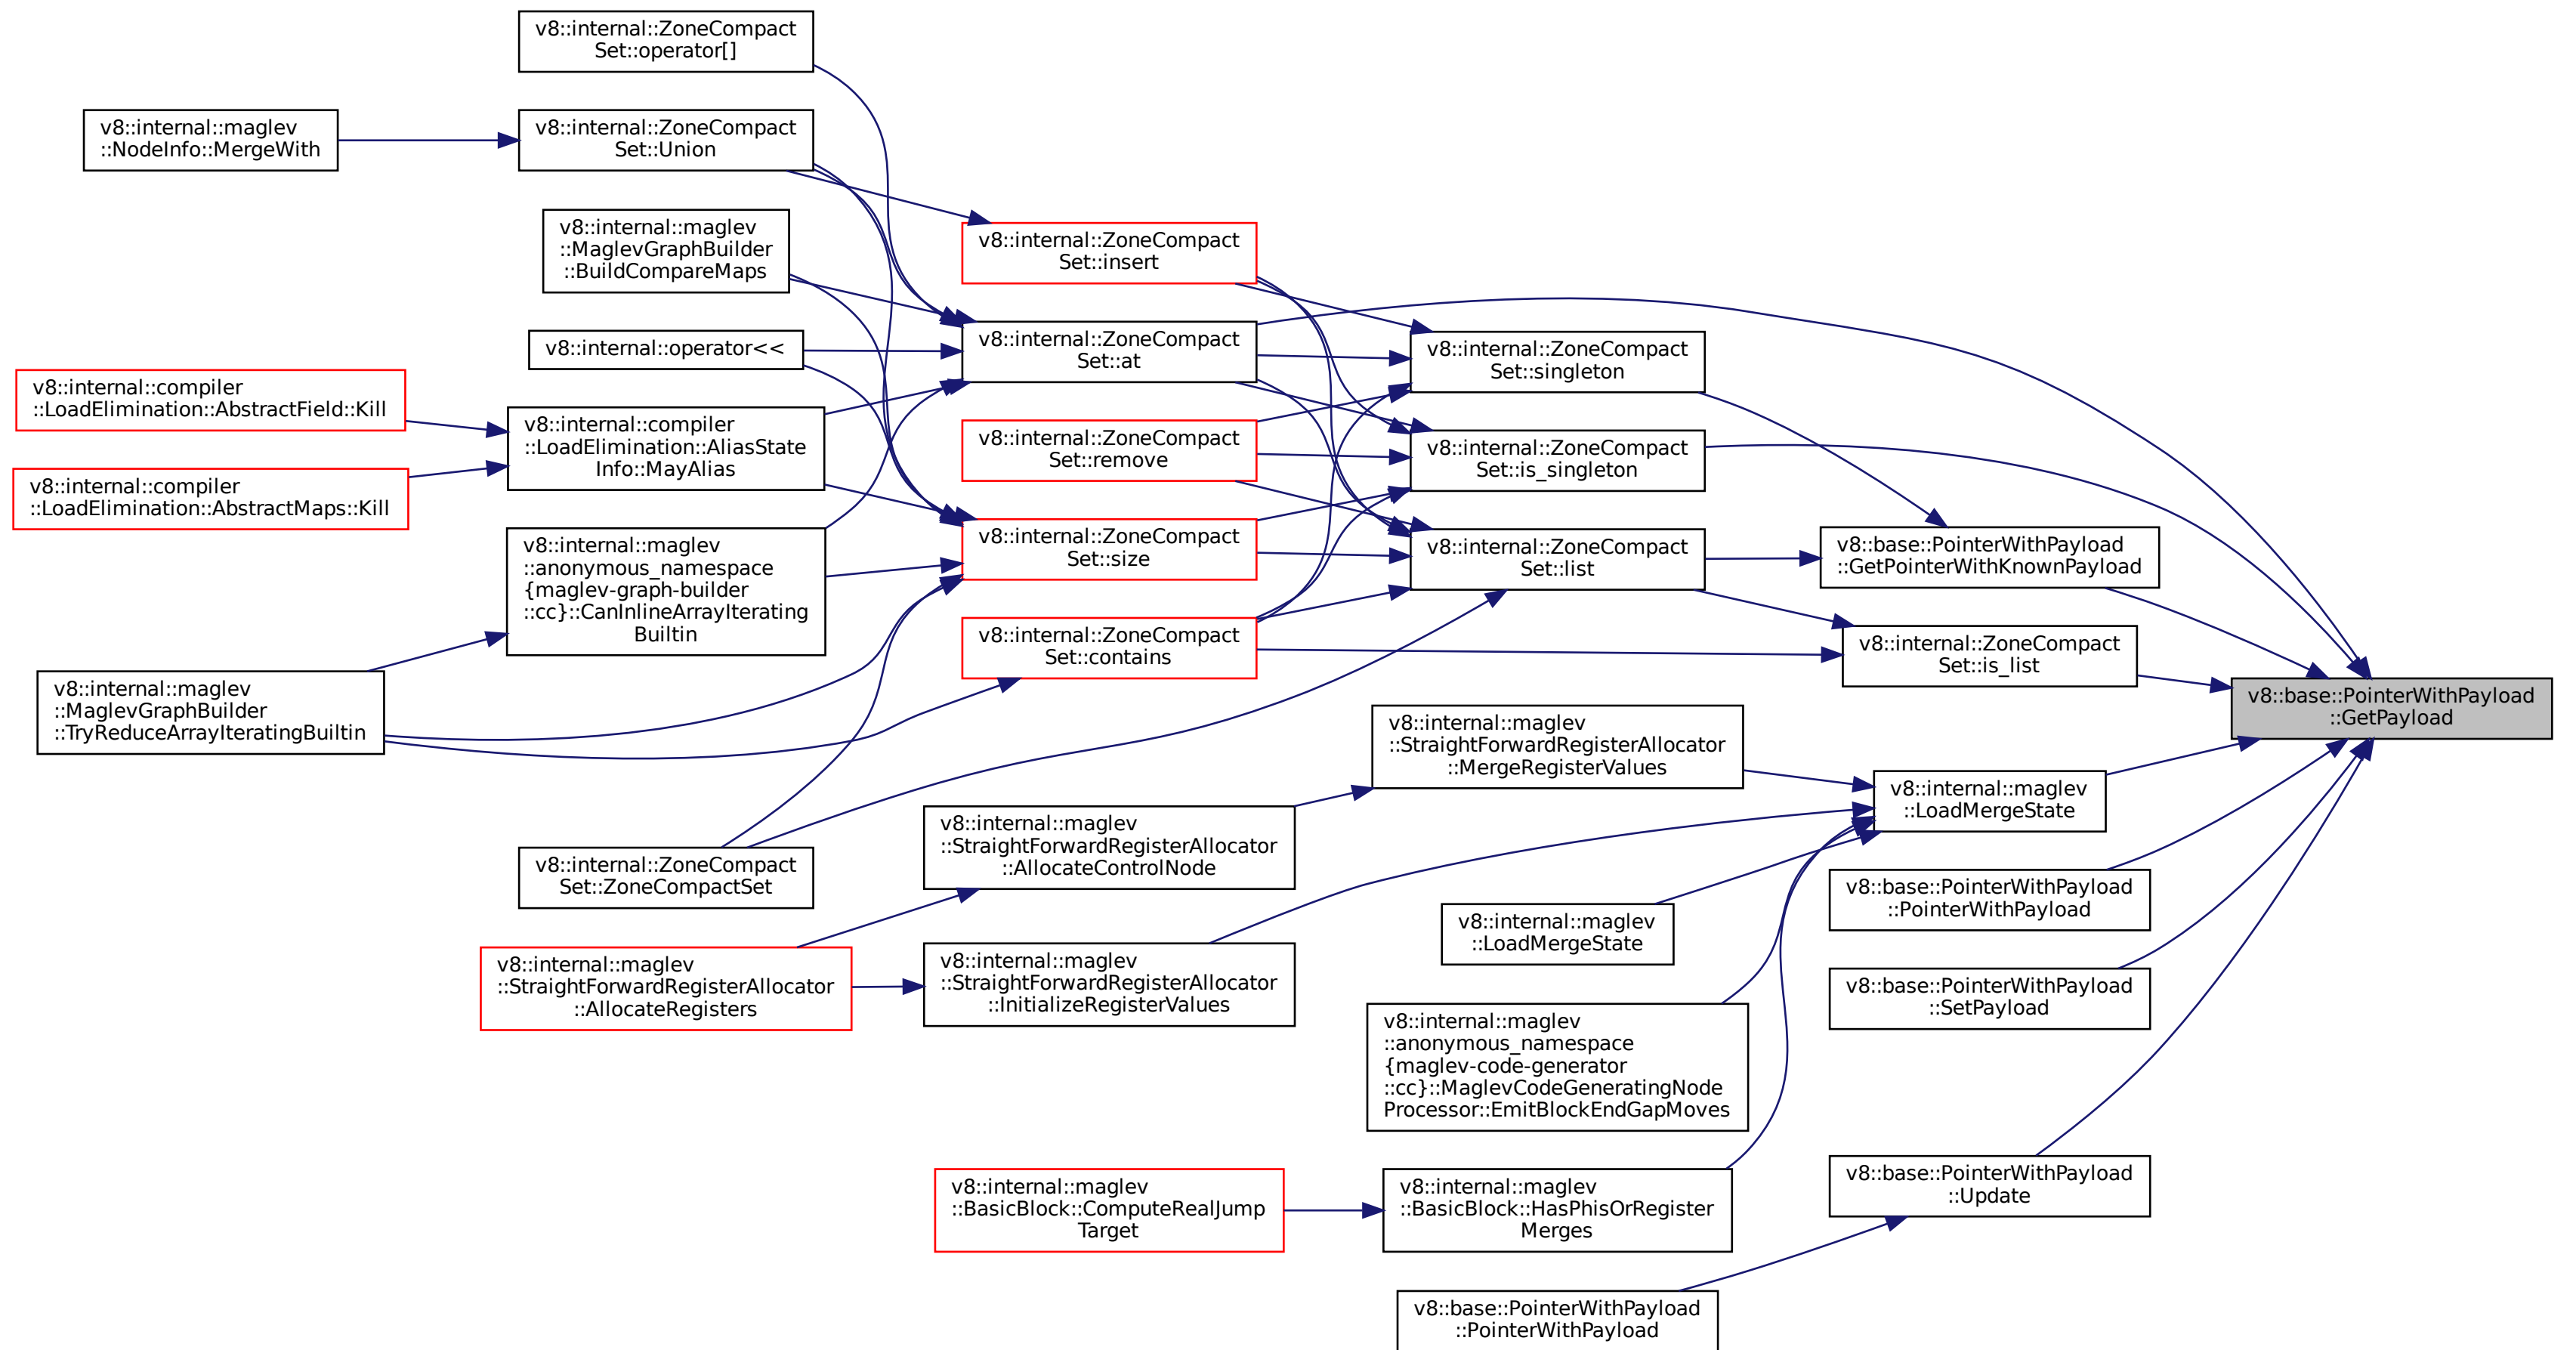 v8::internal::ZoneCompact
Set::operator[]
v8::internal::maglev
::NodeInfo::MergeWith
v8::internal::ZoneCompact
Set::Union
v8::internal::maglev
::MaglevGraphBuilder
::BuildCompareMaps
v8::internal::operator<<
v8::internal::compiler
::LoadElimination::AbstractField::Kill
v8::internal::compiler
::LoadElimination::AbstractMaps::Kill
v8::internal::compiler
::LoadElimination::AliasState
Info::MayAlias
v8::internal::maglev
::anonymous_namespace
{maglev-graph-builder
::cc}::CanInlineArrayIterating
Builtin
v8::internal::maglev
::MaglevGraphBuilder
::TryReduceArrayIteratingBuiltin
v8::internal::ZoneCompact
Set::ZoneCompactSet
v8::internal::maglev
::StraightForwardRegisterAllocator
::AllocateRegisters
v8::internal::ZoneCompact
Set::insert
v8::internal::ZoneCompact
Set::at
v8::internal::ZoneCompact
Set::remove
v8::internal::ZoneCompact
Set::size
v8::internal::ZoneCompact
Set::contains
v8::internal::maglev
::StraightForwardRegisterAllocator
::AllocateControlNode
v8::internal::maglev
::StraightForwardRegisterAllocator
::InitializeRegisterValues
v8::internal::maglev
::BasicBlock::ComputeRealJump
Target
v8::internal::ZoneCompact
Set::singleton
v8::internal::ZoneCompact
Set::is_singleton
v8::internal::ZoneCompact
Set::list
v8::internal::maglev
::StraightForwardRegisterAllocator
::MergeRegisterValues
v8::internal::maglev
::LoadMergeState
v8::internal::maglev
::anonymous_namespace
{maglev-code-generator
::cc}::MaglevCodeGeneratingNode
Processor::EmitBlockEndGapMoves
v8::internal::maglev
::BasicBlock::HasPhisOrRegister
Merges
v8::base::PointerWithPayload
::PointerWithPayload
v8::base::PointerWithPayload
::GetPointerWithKnownPayload
v8::internal::ZoneCompact
Set::is_list
v8::internal::maglev
::LoadMergeState
v8::base::PointerWithPayload
::PointerWithPayload
v8::base::PointerWithPayload
::SetPayload
v8::base::PointerWithPayload
::Update
v8::base::PointerWithPayload
::GetPayload